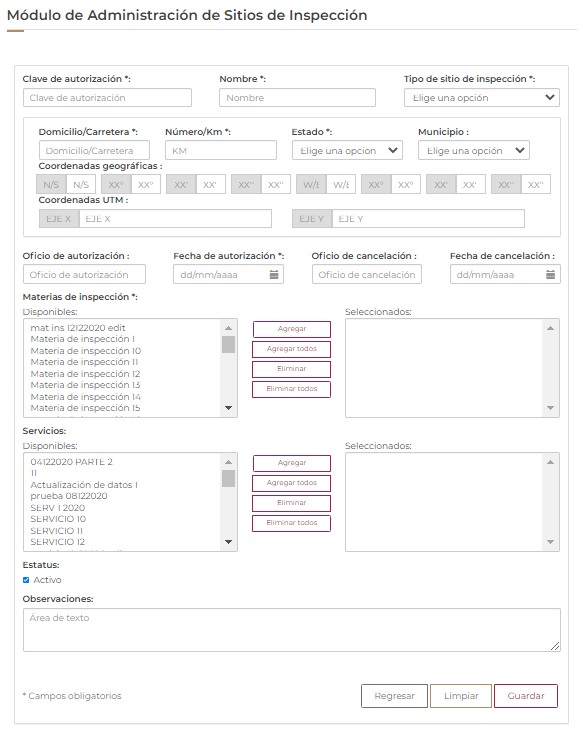 Módulo de Administración de Sitios de Inspección
Clave de autorización *: Nombre *: Tipo de sitio de inspección *:
Clave de autorización Nombre Elige una opción
Domicilio/Carretera *: Número/Km *: Estado *: Municipio :
Domicilio/Carretera KM Elige una opcion Elige una opción
Coordenadas geográficas :
N/S N/S XXº XXº XX' XX' XX'' XX'' W/E W/E XXº XXº XX' XX' XX'' XX''
Coordenadas UTM :
EJE X EJE X EJE Y EJE Y
Oficio de autorización : Fecha de autorización *: Oficio de cancelación : Fecha de cancelación :
Oficio de autorización dd/mm/aaaa Oficio de cancelación dd/mm/aaaa
Materias de inspección *:
Disponibles: Seleccionados:
mat ins 12122020 edit Agregar
Materia de inspección 1
Materia de inspección 10 Agregar todos
Materia de inspección 11
Materia de inspección 12 Eliminar
Materia de inspección 13
Materia de inspección 14 Eliminar todos
Materia de inspección 15
Servicios:
Disponibles: Seleccionados:
04122020 PARTE 2 Agregar
11
Actualización de datos 1 Agregar todos
prueba 08122020
SERV 1 2020 Eliminar
SERVICIO 10
SERVICIO 11 Eliminar todos
SERVICIO 12
Estatus:
Activo
Observaciones:
Área de texto
* Campos obligatorios Regresar Limpiar Guardar